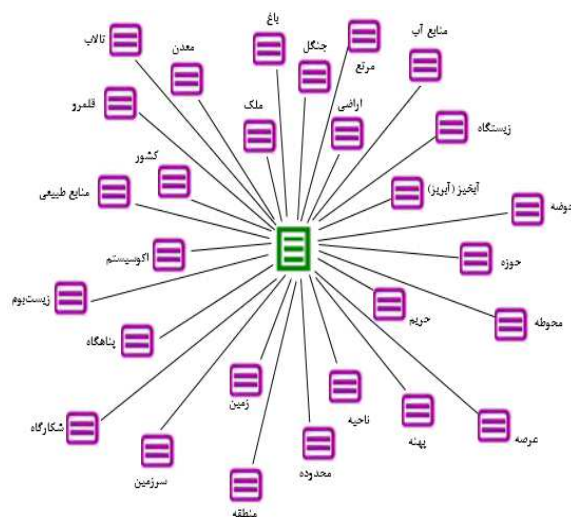 باغ
تالاب
جنگل
مرتع
منابع آب
معدن
قلمرو
ملک
اراضی
زیستگاه
کشور
منابع طبیعی
آبخیز (آبریز)
حوضه
اکوسیستم
حوزه
زیست‌بوم
حریم
محوطه
پناهگاه
زمین
ناحیه
شکارگاه
پهنه
عرصه
سرزمین
محدوده
منطقه